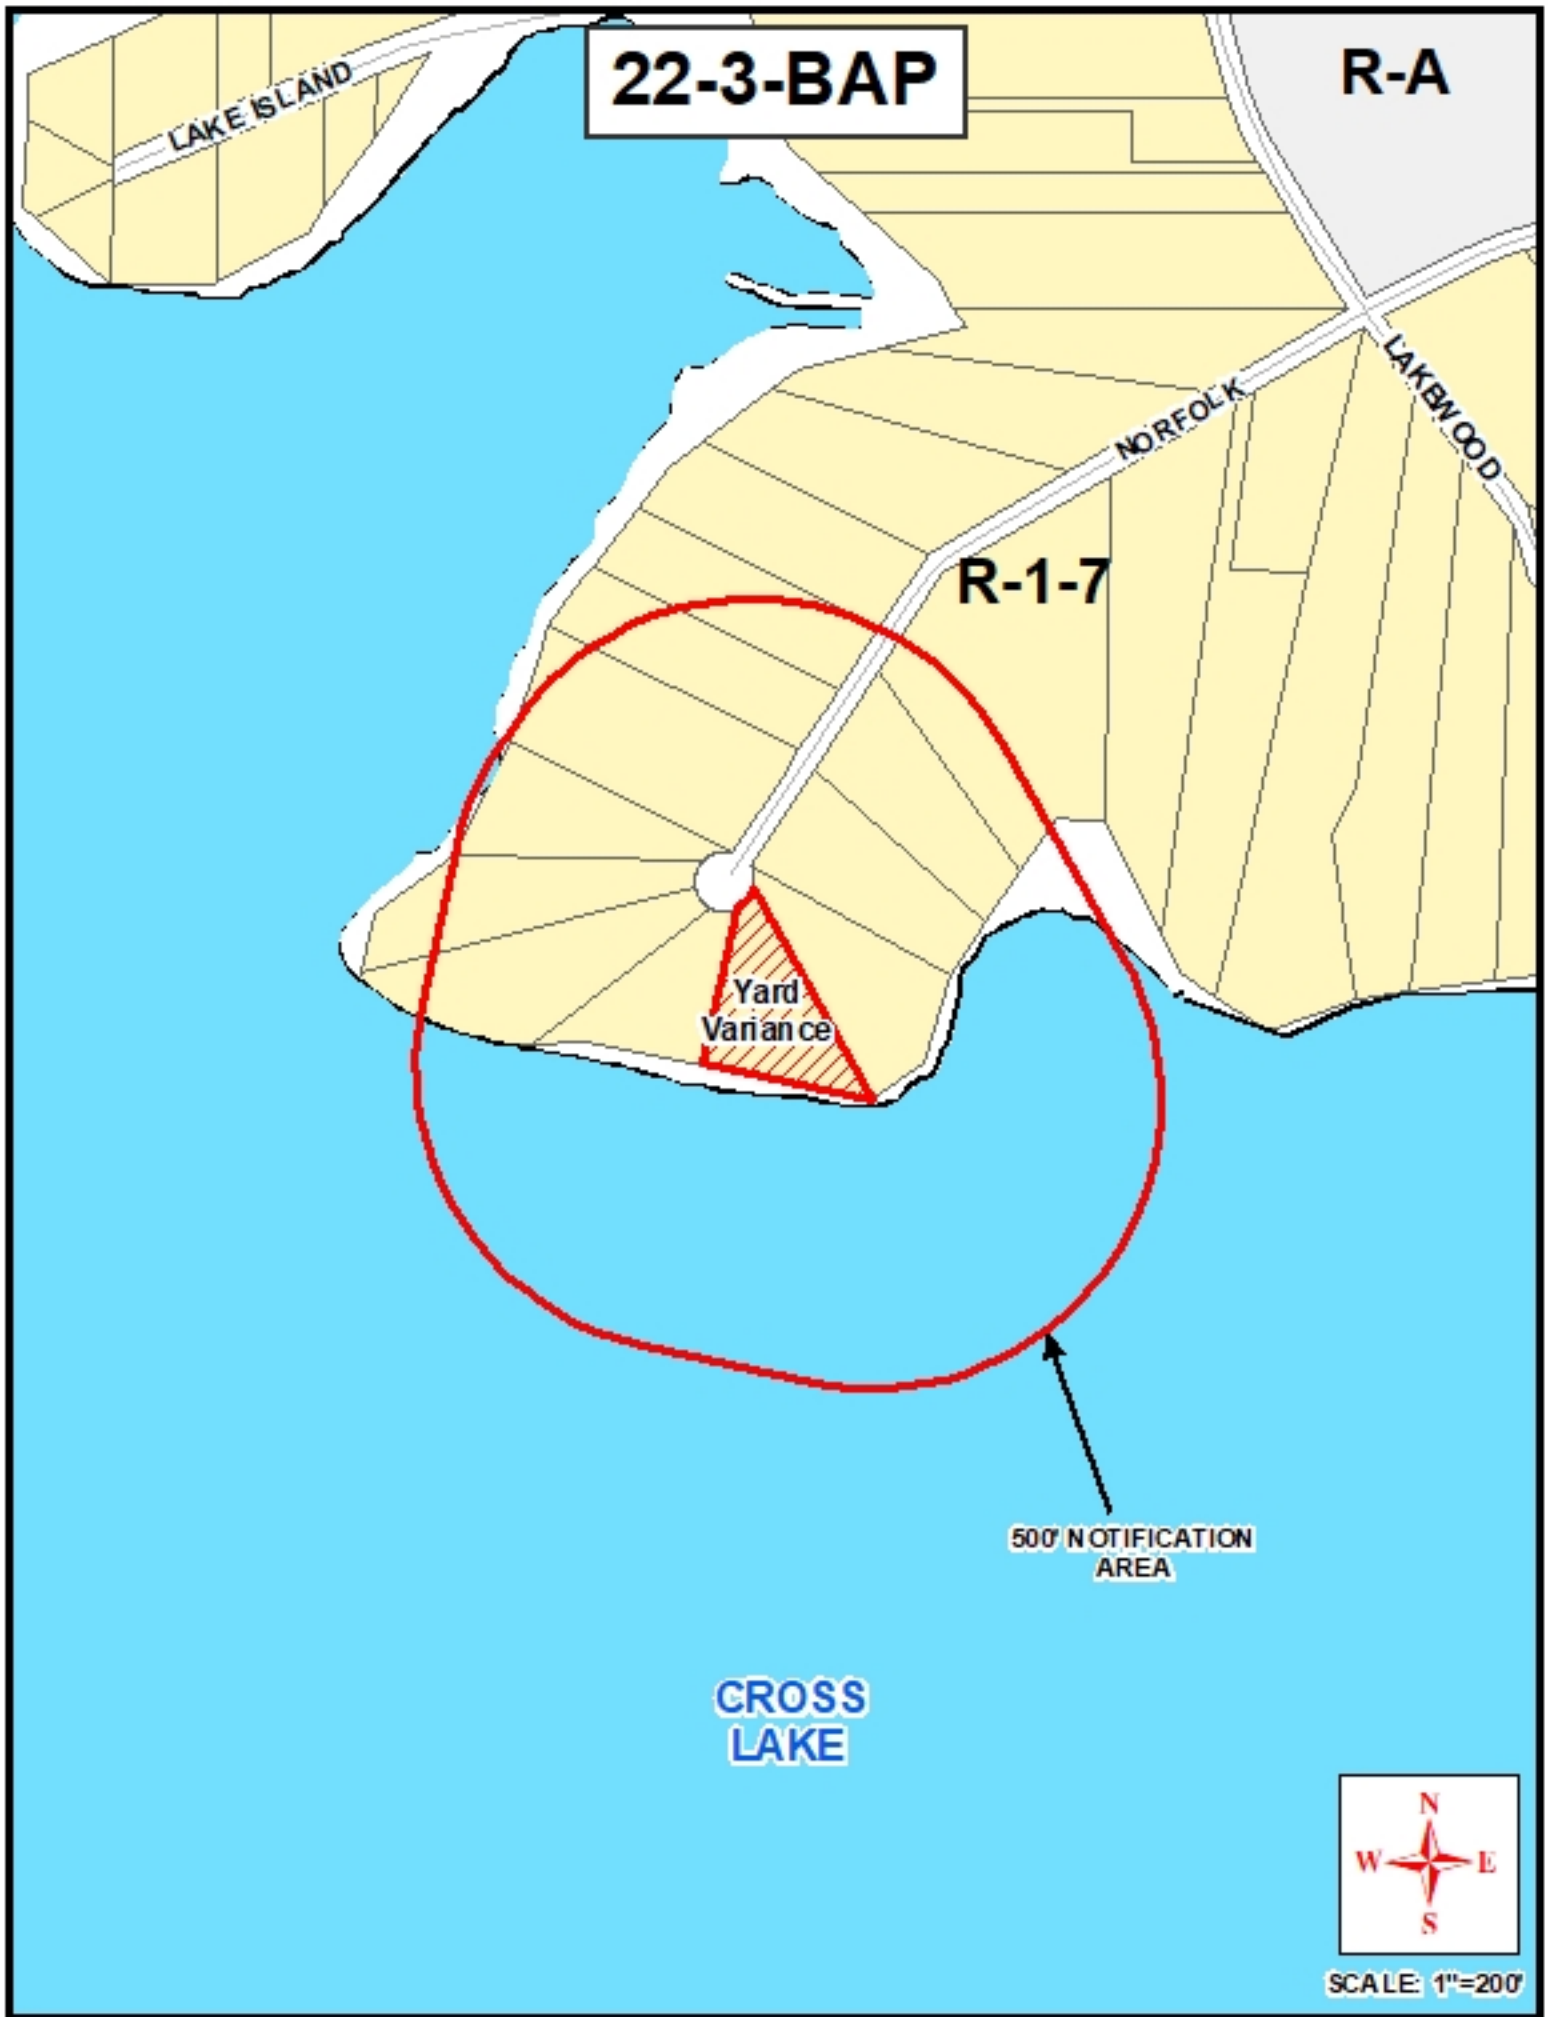 22-3-BAP
R-A
LAKE ISLAND
LAKEWOOD
NORFOLK
R-1-7
Yard
Variance
500' NOTIFICATION
AREA
CROSS
LAKE
N
W E
S
SCALE: 1"=200'